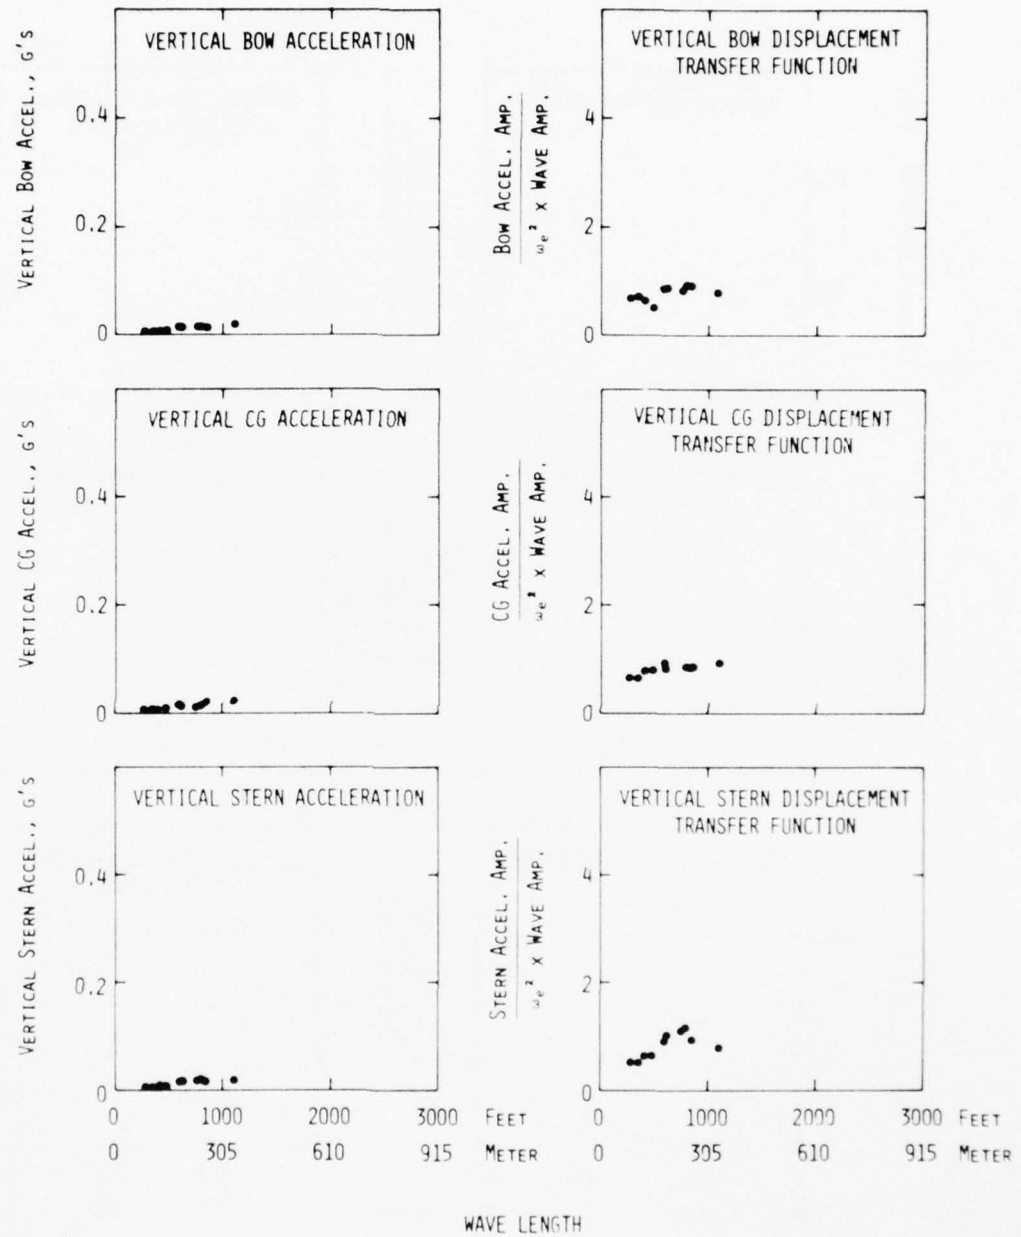 VERTICAL BOW ACCELERATION
VERTICAL BOW ACCEL., G'S
0.4
0.2
0
VERTICAL BOW DISPLACEMENT
TRANSFER FUNCTION
BOW ACCEL. AMP.
ωe² X WAVE AMP.
4
2
0
VERTICAL CG ACCELERATION
VERTICAL CG ACCEL., G'S
0.4
0.2
0
VERTICAL CG DISPLACEMENT
TRANSFER FUNCTION
CG ACCEL. AMP.
ωe² X WAVE AMP.
4
2
0
VERTICAL STERN ACCELERATION
VERTICAL STERN ACCEL., G'S
0.4
0.2
0
VERTICAL STERN DISPLACEMENT
TRANSFER FUNCTION
STERN ACCEL. AMP.
ωe² X WAVE AMP.
4
2
0
0 1000 2000 3000 FEET
0 305 610 915 METER
0 1000 2000 3000 FEET
0 305 610 915 METER
WAVE LENGTH